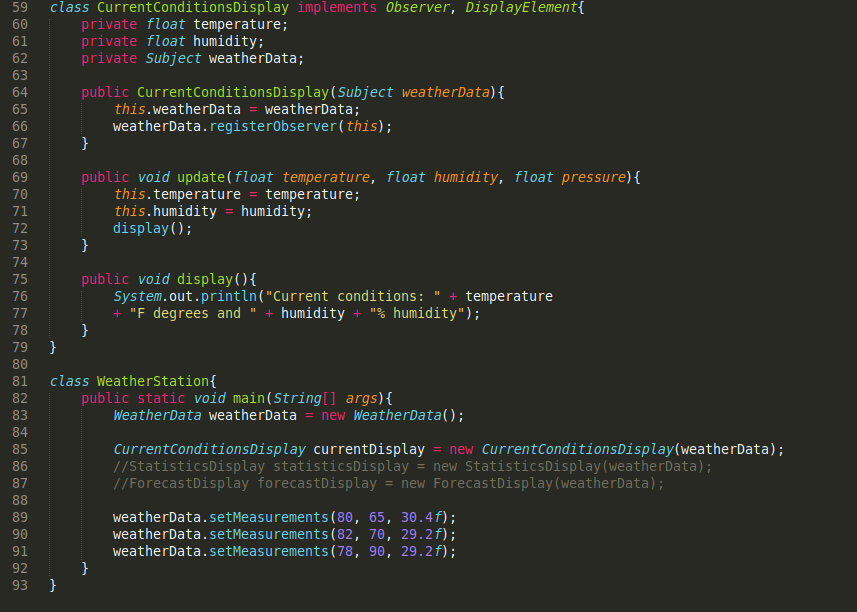 59 class CurrentConditionsDisplay implements Observer, DisplayElement{
60     private float temperature;
61     private float humidity;
62     private Subject weatherData;
63
64     public CurrentConditionsDisplay(Subject weatherData){
65         this.weatherData = weatherData;
66         weatherData.registerObserver(this);
67     }
68
69     public void update(float temperature, float humidity, float pressure){
70         this.temperature = temperature;
71         this.humidity = humidity;
72         display();
73     }
74
75     public void display(){
76         System.out.println("Current conditions: " + temperature
77         + "F degrees and " + humidity + "% humidity");
78     }
79 }
80
81 class WeatherStation{
82     public static void main(String[] args){
83         WeatherData weatherData = new WeatherData();
84
85         CurrentConditionsDisplay currentDisplay = new CurrentConditionsDisplay(weatherData);
86         //StatisticsDisplay statisticsDisplay = new StatisticsDisplay(weatherData);
87         //ForecastDisplay forecastDisplay = new ForecastDisplay(weatherData);
88
89         weatherData.setMeasurements(80, 65, 30.4f);
90         weatherData.setMeasurements(82, 70, 29.2f);
91         weatherData.setMeasurements(78, 90, 29.2f);
92     }
93 }